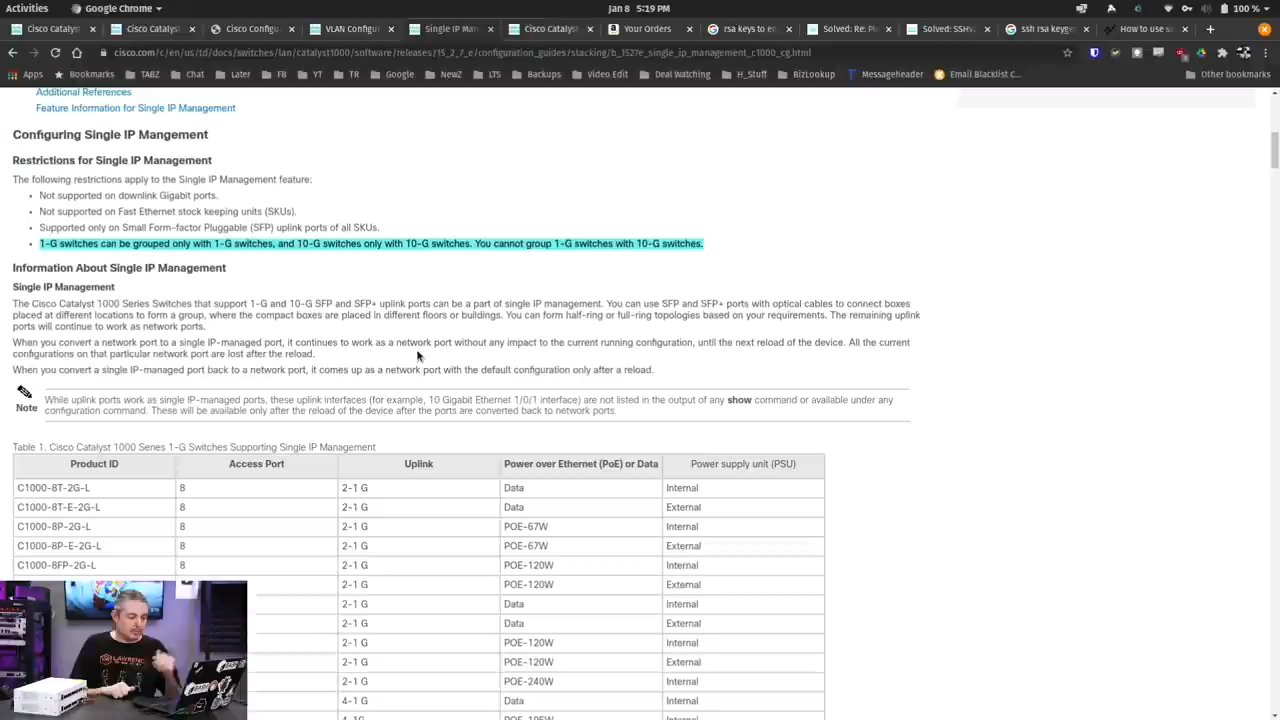 Activities
Google Chrome
Jan 8 5:19 PM
100 %
Cisco Catalys
Cisco Catalys
Cisco Config
VLAN Configu
Single IP Man
Cisco Catalys
Your Orders
rsa keys to en
Solved: Re: P
Solved: SSHv
ssh rsa keyge
How to use s
cisco.com/c/en/us/td/docs/switches/lan/catalyst1000/software/releases/15_2_7_e/configuration_guides/stacking/b_1527e_single_ip_management_c1000_cg.html
Apps
Bookmarks
TABZ
Chat
Later
FB
YT
TR
Google
NewZ
LTS
Backups
Video Edit
Deal Watching
H_Stuff
BizLookup
Messageheader
Email Blacklist C...
Other bookmarks
Additional References
Feature Information for Single IP Management
Configuring Single IP Mangement
Restrictions for Single IP Management
The following restrictions apply to the Single IP Management feature:
Not supported on downlink Gigabit ports.
Not supported on Fast Ethernet stock keeping units (SKUs).
Supported only on Small Form-factor Pluggable (SFP) uplink ports of all SKUs.
1-G switches can be grouped only with 1-G switches, and 10-G switches only with 10-G switches. You cannot group 1-G switches with 10-G switches.
Information About Single IP Management
Single IP Management
The Cisco Catalyst 1000 Series Switches that support 1-G and 10-G SFP and SFP+ uplink ports can be a part of single IP management. You can use SFP and SFP+ ports with optical cables to connect boxes
placed at different locations to form a group, where the compact boxes are placed in different floors or buildings. You can form half-ring or full-ring topologies based on your requirements. The remaining uplink
ports will continue to work as network ports.
When you convert a network port to a single IP-managed port, it continues to work as a network port without any impact to the current running configuration, until the next reload of the device. All the current
configurations on that particular network port are lost after the reload.
When you convert a single IP-managed port back to a network port, it comes up as a network port with the default configuration only after a reload.
Note
While uplink ports work as single IP-managed ports, these uplink interfaces (for example, 10 Gigabit Ethernet 1/0/1 interface) are not listed in the output of any show command or available under any
configuration command. These will be available only after the reload of the device after the ports are converted back to network ports.
Table 1. Cisco Catalyst 1000 Series 1-G Switches Supporting Single IP Management
Product ID Access Port Uplink Power over Ethernet (PoE) or Data Power supply unit (PSU)
C1000-8T-2G-L 8 2-1 G Data Internal
C1000-8T-E-2G-L 8 2-1 G Data External
C1000-8P-2G-L 8 2-1 G POE-67W Internal
C1000-8P-E-2G-L 8 2-1 G POE-67W External
C1000-8FP-2G-L 8 2-1 G POE-120W Internal
2-1 G POE-120W External
2-1 G Data Internal
2-1 G Data External
2-1 G POE-120W Internal
2-1 G POE-120W External
2-1 G POE-240W Internal
4-1 G Data Internal
4-1G POE-195W Internal
LAWRENC